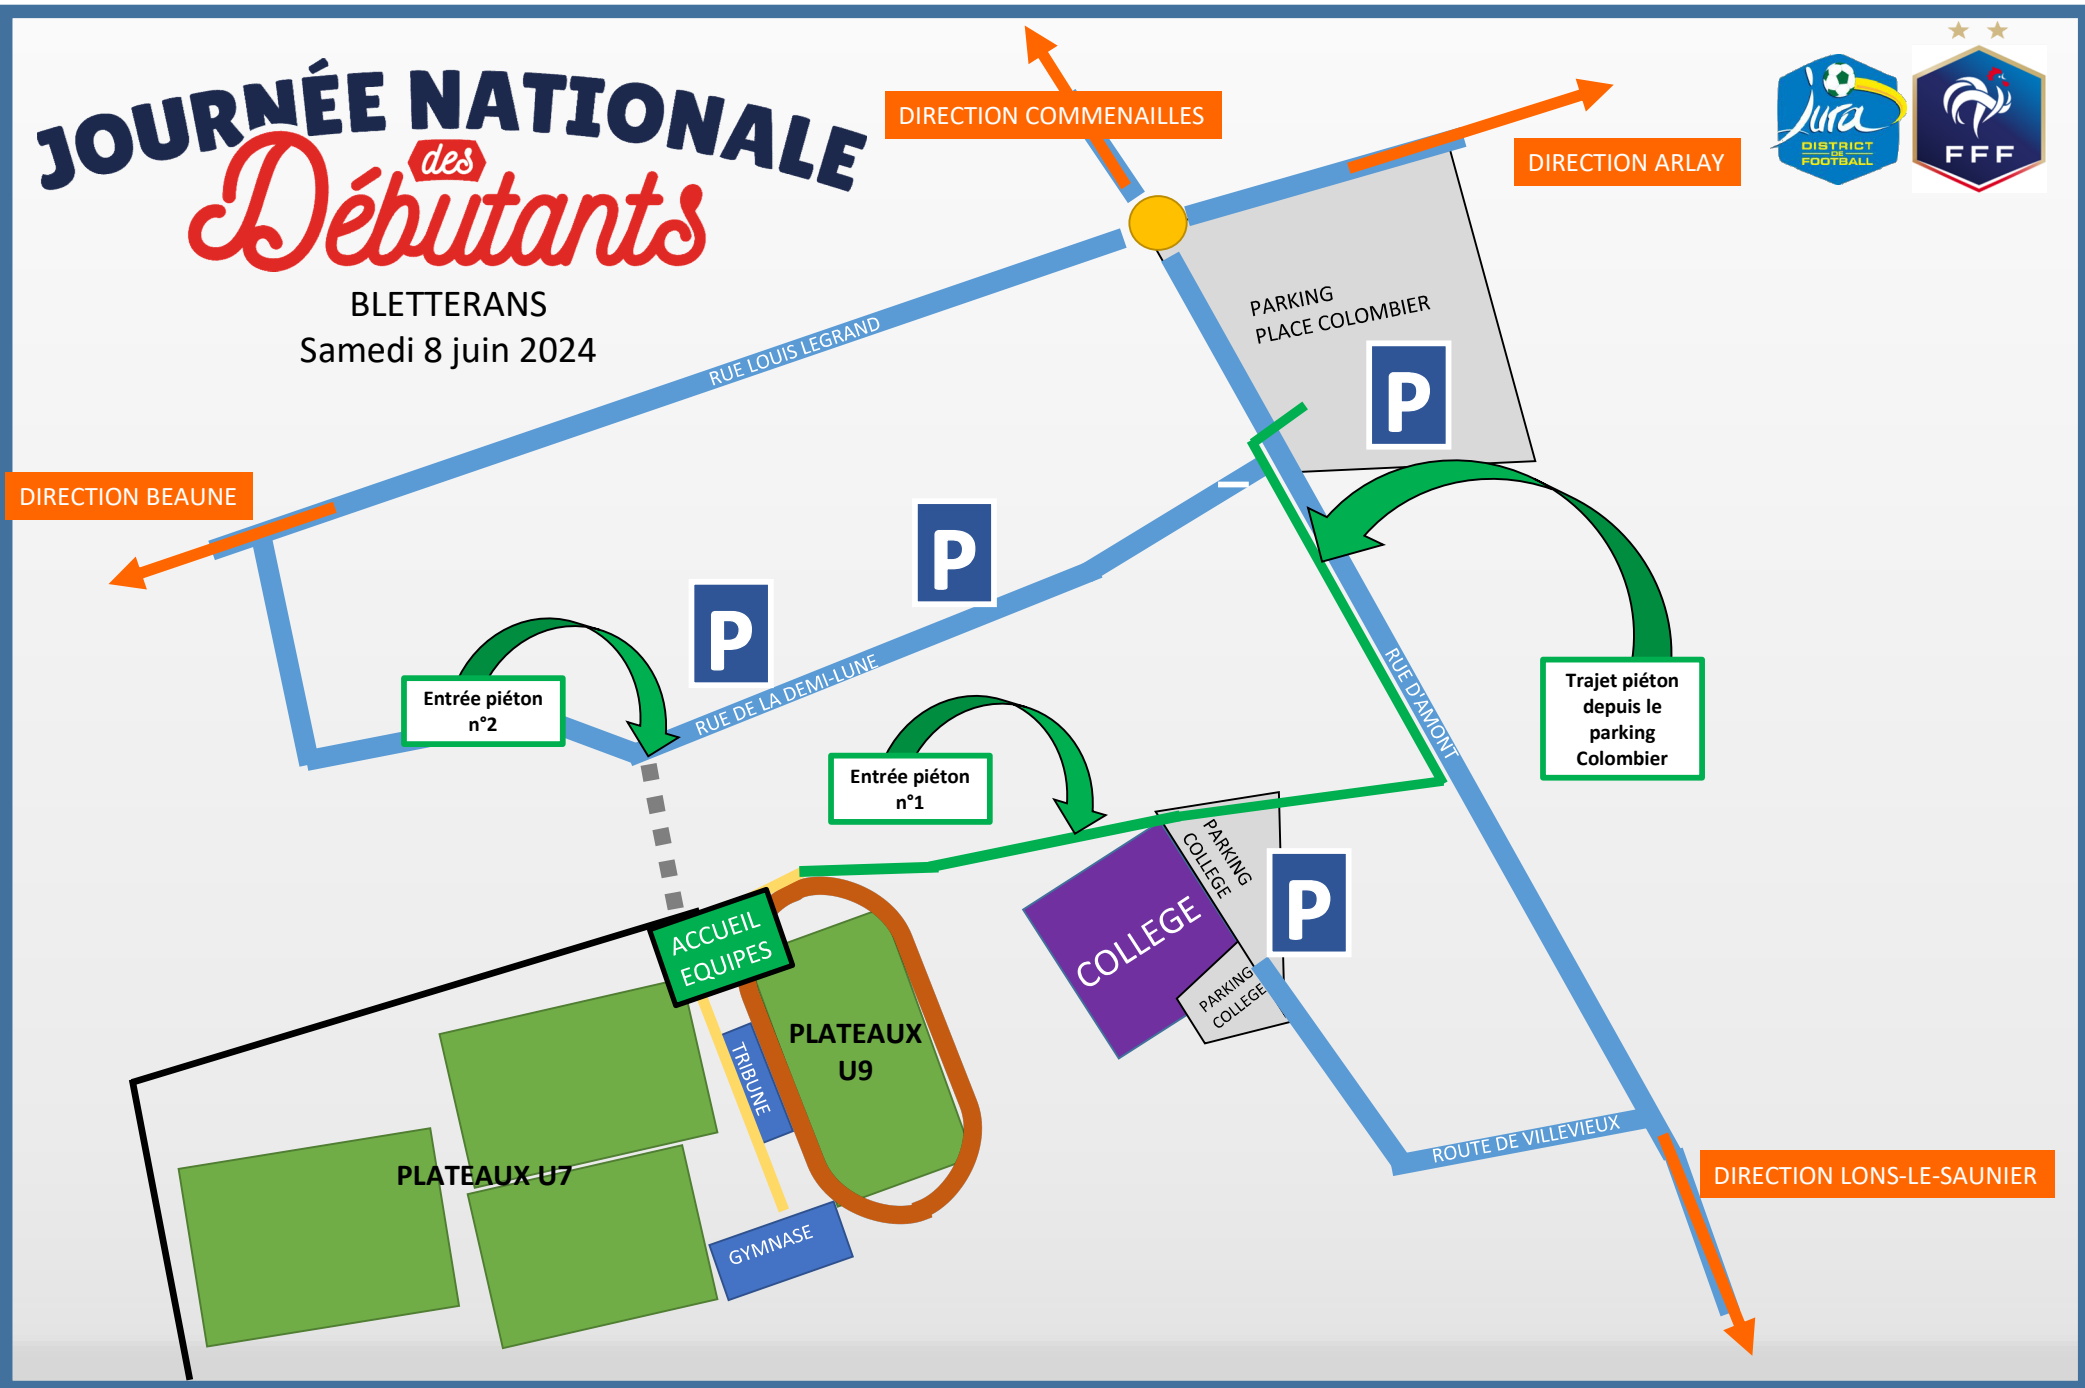 JOURNÉE NATIONALE
des
Débutants
BLETTERANS
Samedi 8 juin 2024
DIRECTION COMMENAILLES
DIRECTION ARLAY
Jura
DISTRICT
DE
FOOTBALL
FFF
PARKING
PLACE COLOMBIER
P
RUE LOUIS LEGRAND
DIRECTION BEAUNE
P
P
RUE DE LA DEMI-LUNE
Entrée piéton
n°2
Entrée piéton
n°1
RUE D'AMONT
Trajet piéton
depuis le
parking
Colombier
PARKING
COLLEGE
P
COLLEGE
PARKING
COLLEGE
ACCUEIL
EQUIPES
PLATEAUX
U9
TRIBUNE
PLATEAUX U7
GYMNASE
ROUTE DE VILLEVIEUX
DIRECTION LONS-LE-SAUNIER